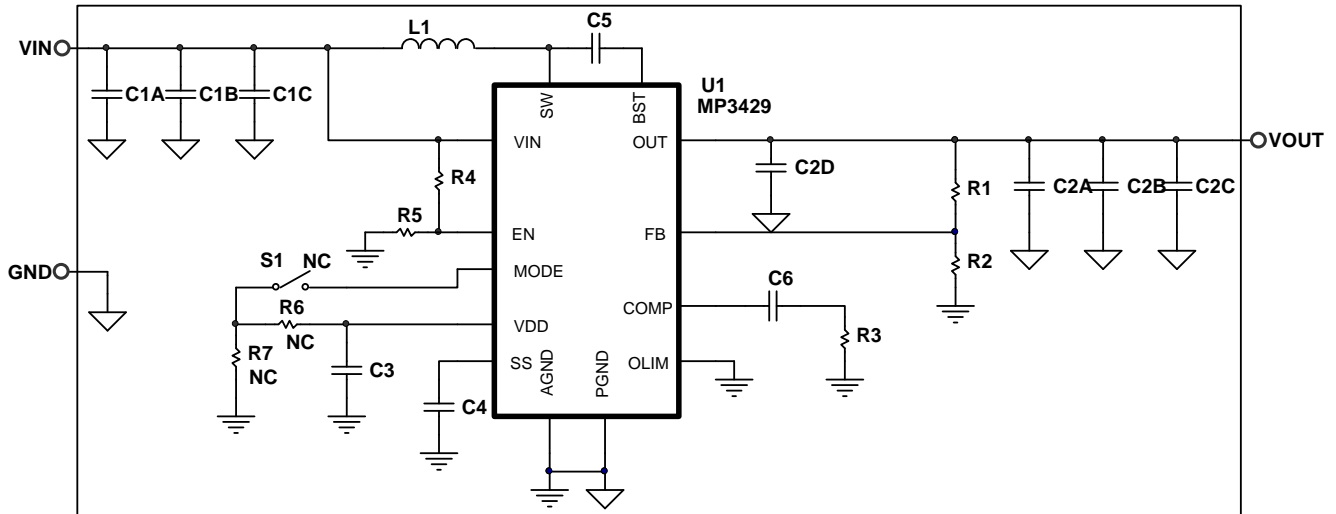 L1
C5
VIN
C1A
C1B
C1C
U1
MP3429
SW
BST
VIN
OUT
VOUT
R4
C2D
R1
C2A
C2B
C2C
R5
EN
FB
GND
S1
NC
MODE
R2
R6
NC
C6
COMP
VDD
R3
R7
NC
C3
SS
AGND
PGND
OLIM
C4